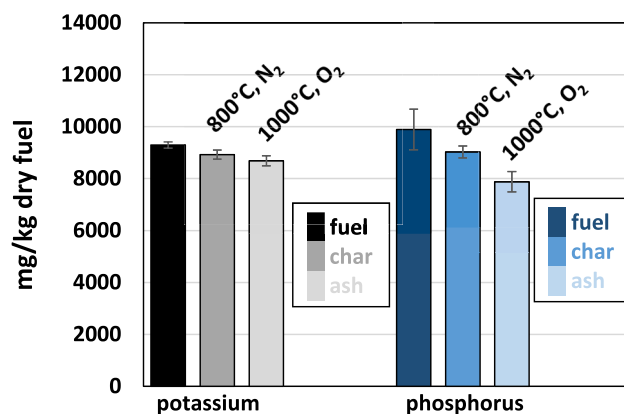 mg/kg dry fuel
14000
12000
10000
8000
6000
4000
2000
0
800°C, N₂
1000°C, O₂
800°C, N₂
1000°C, O₂
fuel
char
ash
fuel
char
ash
potassium
phosphorus